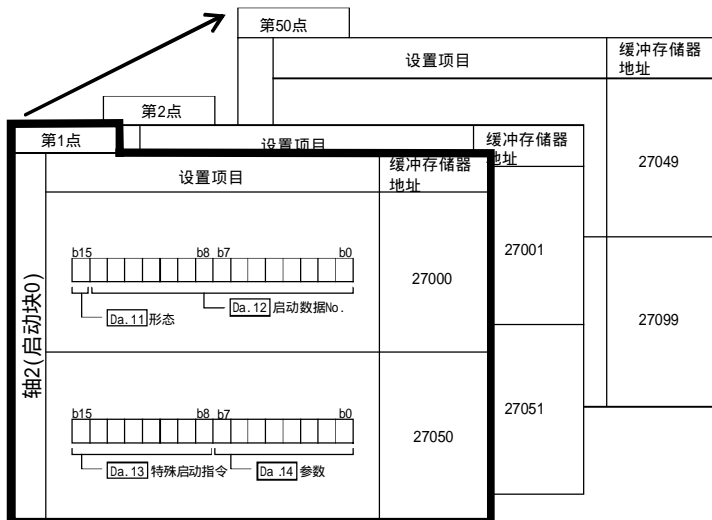 第50点
设置项目
缓冲存储器
地址
27049
27099
第2点
设置项目
缓冲存储器
地址
27001
27051
第1点
设置项目
缓冲存储器
地址
轴2(启动块0)
b15 b8 b7 b0
Da.11 形态
Da.12 启动数据No.
27000
b15 b8 b7 b0
Da.13 特殊启动指令
Da.14 参数
27050